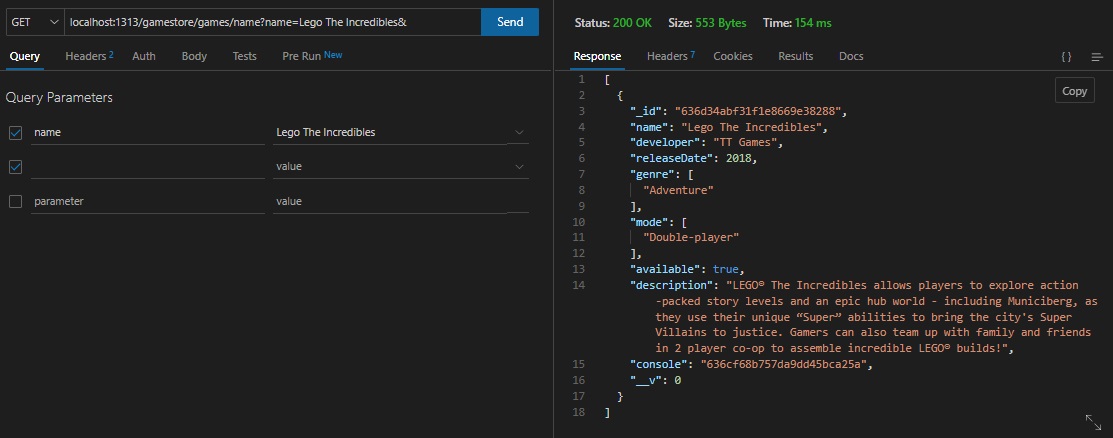 GET localhost:1313/gamestore/games/name?name=Lego The Incredibles& Send
Query Headers 2 Auth Body Tests Pre Run New
Query Parameters
name Lego The Incredibles
value
parameter value
Status: 200 OK Size: 553 Bytes Time: 154 ms
Response Headers 7 Cookies Results Docs { }
Copy
1 [
2 {
3 "_id": "636d34abf31f1e8669e38288",
4 "name": "Lego The Incredibles",
5 "developer": "TT Games",
6 "releaseDate": 2018,
7 "genre": [
8 "Adventure"
9 ],
10 "mode": [
11 "Double-player"
12 ],
13 "available": true,
14 "description": "LEGO® The Incredibles allows players to explore action
-packed story levels and an epic hub world - including Municiberg, as
they use their unique “Super” abilities to bring the city's Super
Villains to justice. Gamers can also team up with family and friends
in 2 player co-op to assemble incredible LEGO® builds!",
15 "console": "636cf68b757da9dd45bca25a",
16 "__v": 0
17 }
18 ]